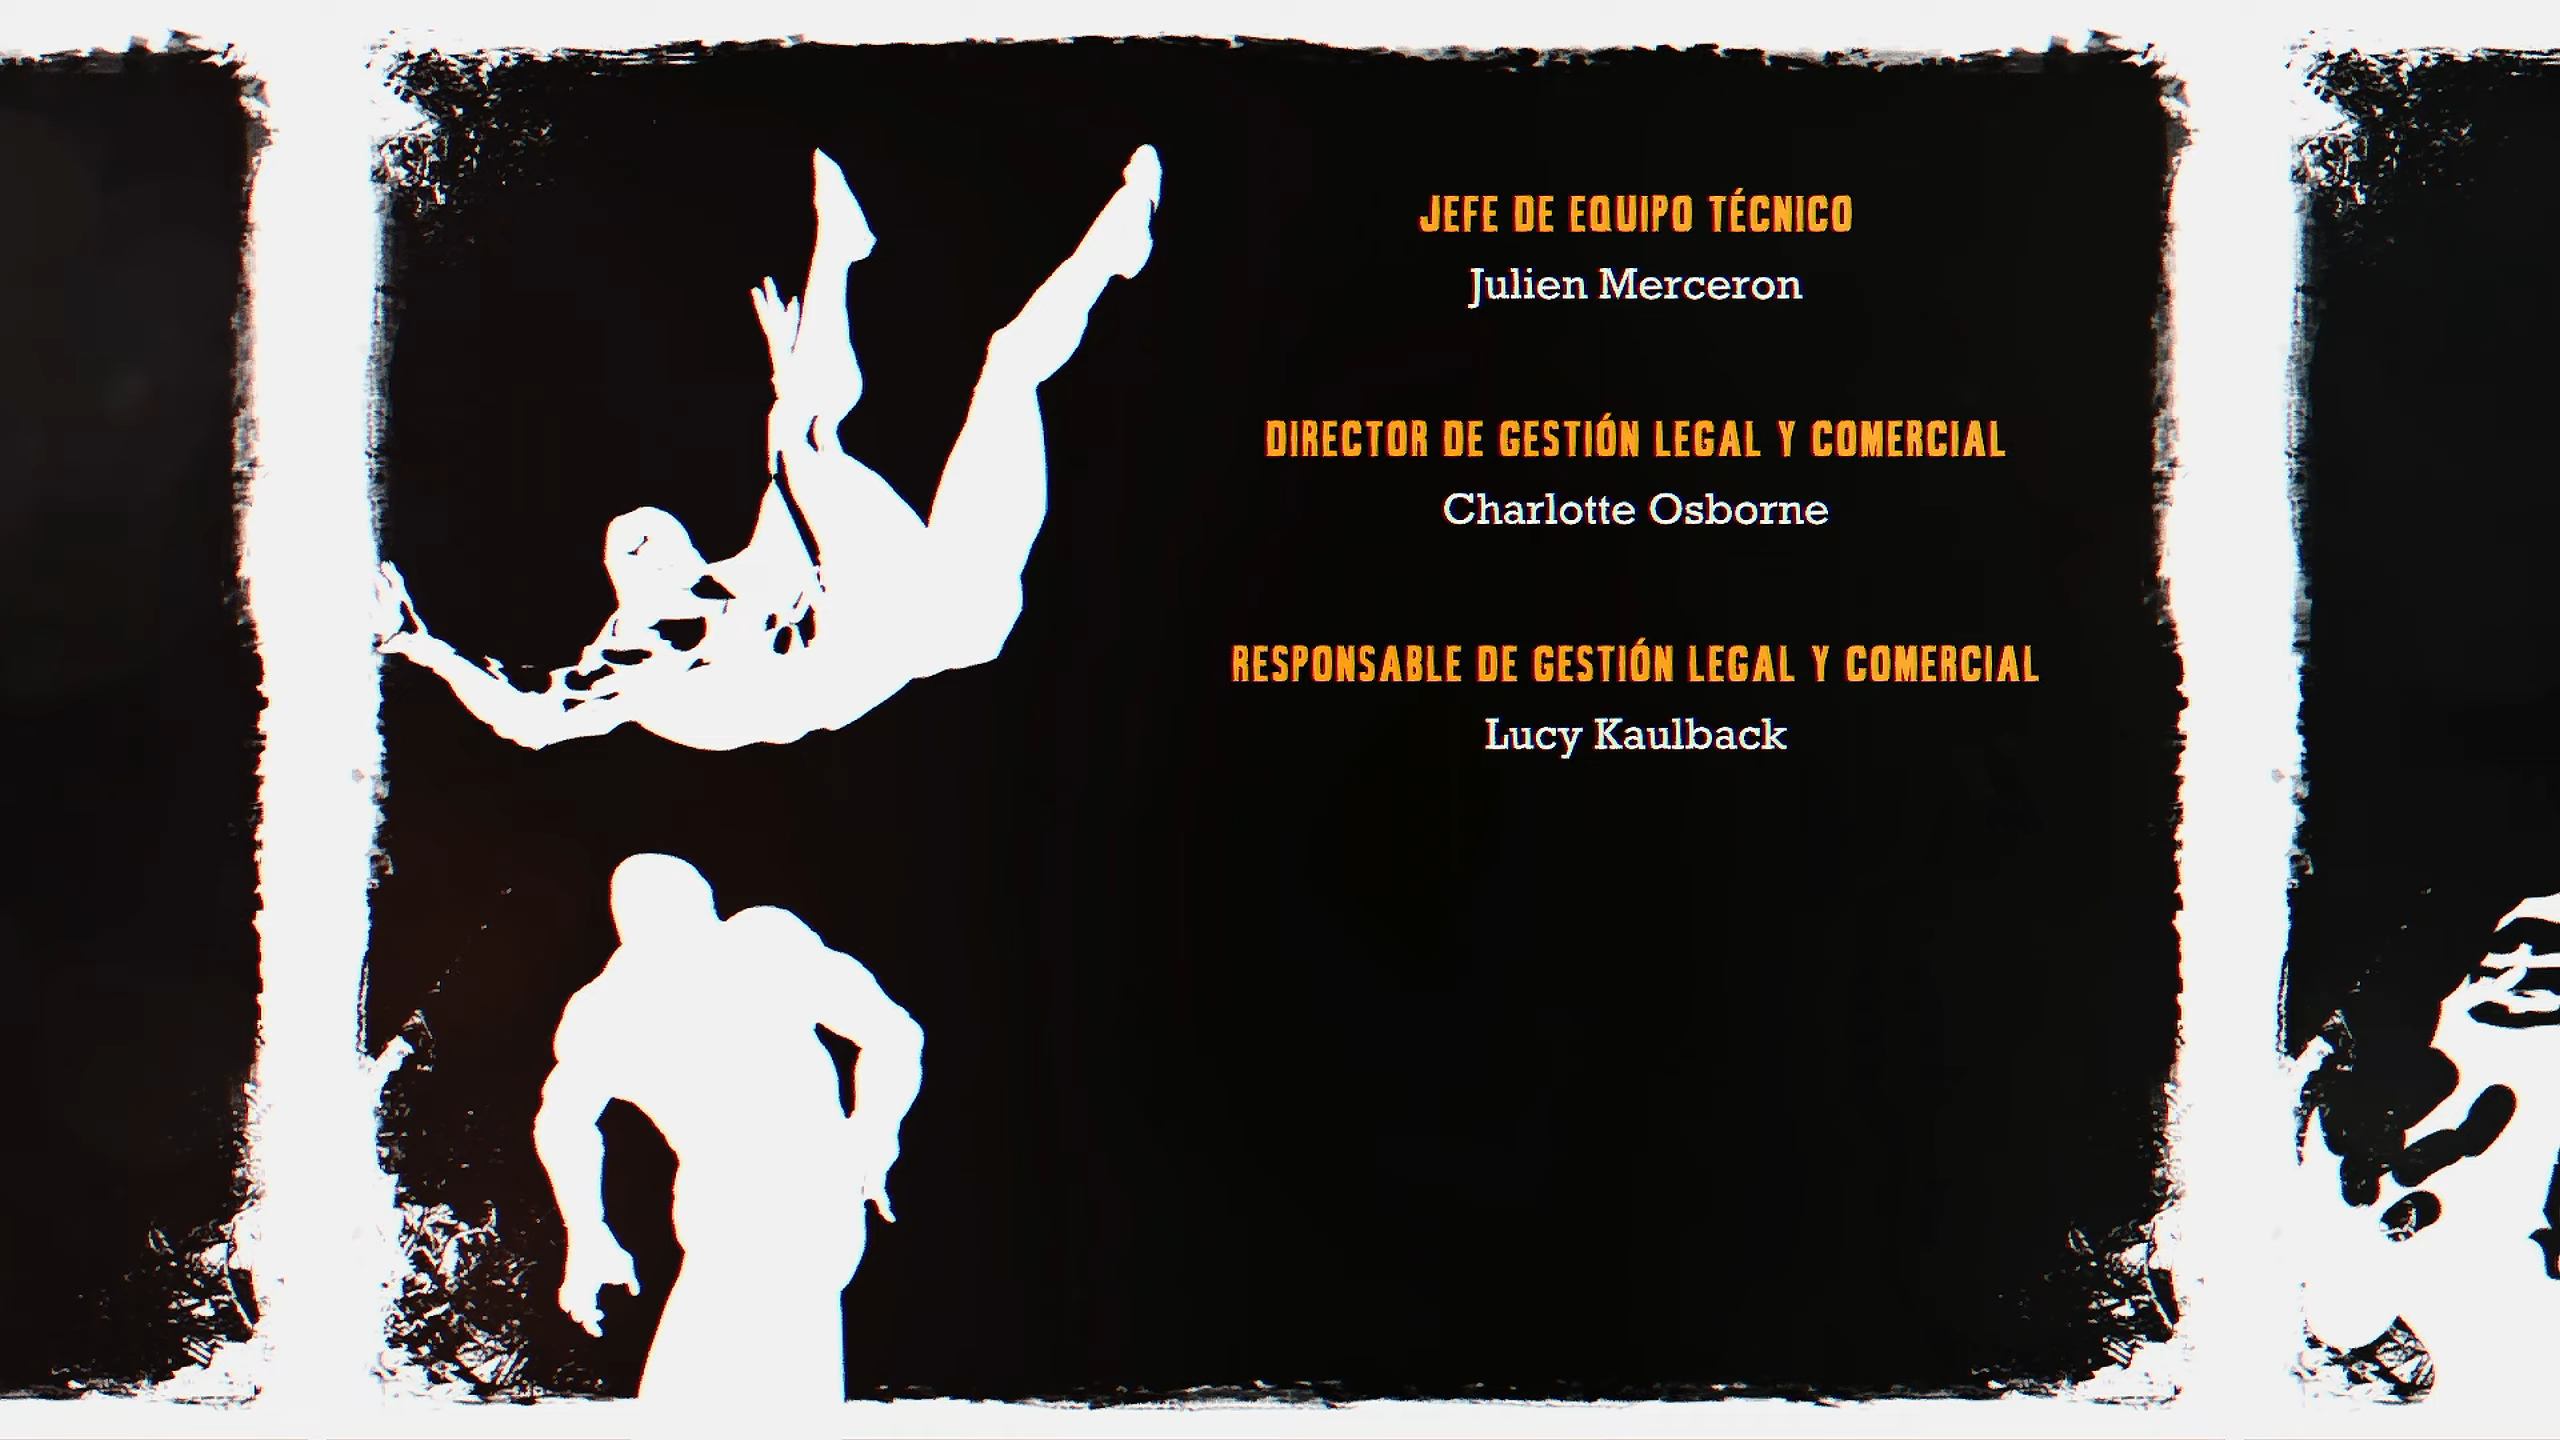 JEFE DE EQUIPO TÉCNICO
Julien Merceron
DIRECTOR DE GESTIÓN LEGAL Y COMERCIAL
Charlotte Osborne
RESPONSABLE DE GESTIÓN LEGAL Y COMERCIAL
Lucy Kaulback